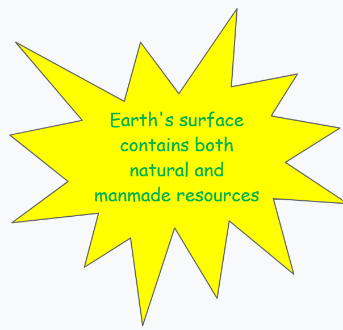 Earth's surface
contains both
natural and
manmade resources